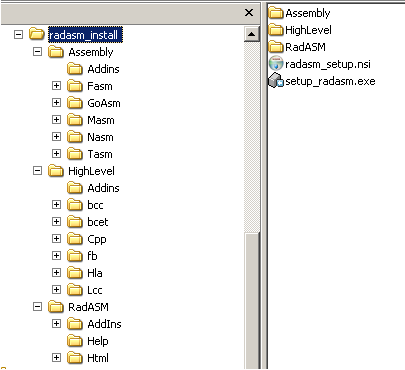 radasm_install
Assembly
Addins
Fasm
GoAsm
Masm
Nasm
Tasm
HighLevel
Addins
bcc
bcet
Cpp
fb
Hla
Lcc
RadASM
AddIns
Help
Html
Assembly
HighLevel
RadASM
radasm_setup.nsi
setup_radasm.exe